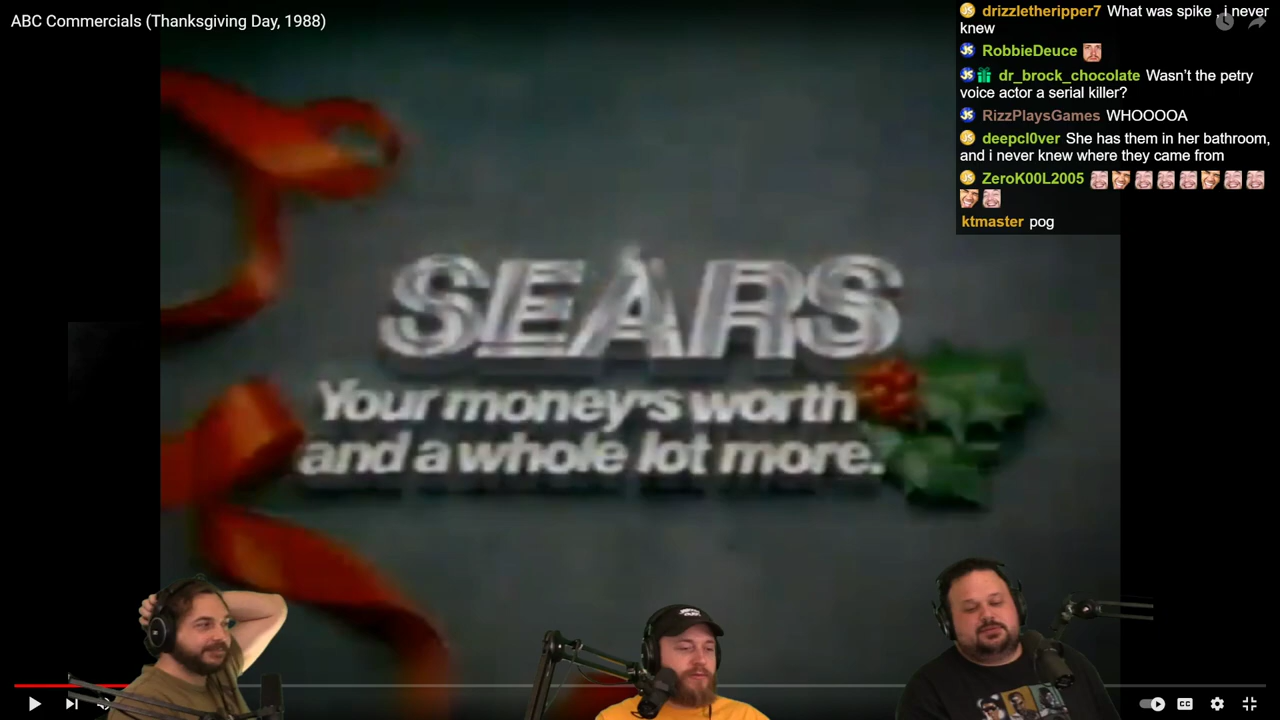 ABC Commercials (Thanksgiving Day, 1988)
drizzletheripper7 What was spike , i never
knew
RobbieDeuce
dr_brock_chocolate Wasn't the petry
voice actor a serial killer?
RizzPlaysGames WHOOOOA
deepcl0ver She has them in her bathroom,
and i never knew where they came from
ZeroK00L2005
ktmaster pog
SEARS
Your money's worth
and a whole lot more.
CC